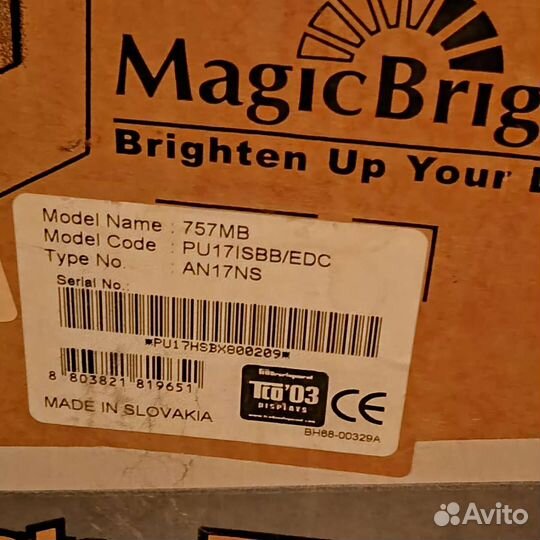 MagicBrig
Brighten Up Your
Model Name : 757MB
Model Code : PU17ISBB/EDC
Type No. : AN17NS
Serial No.:
*PU17HSBX800209*
8 803821 819651
TCO'03
DISPLAYS
CE
MADE IN SLOVAKIA
BH68-00329A
Avito